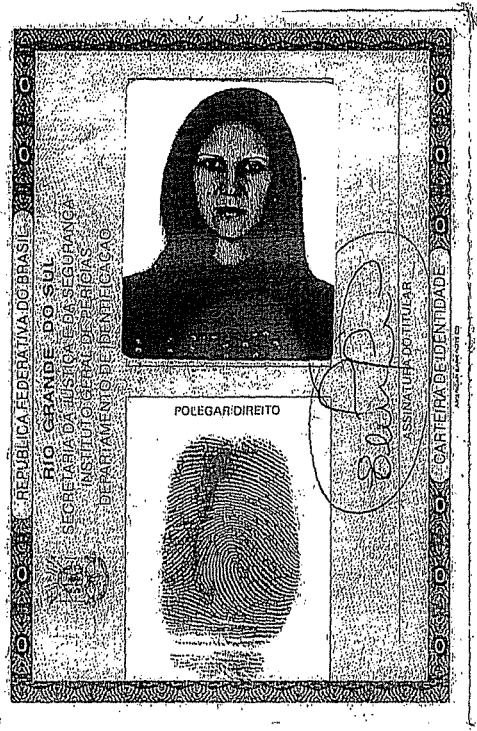 REPÚBLICA FEDERATIVA DO BRASIL
RIO GRANDE DO SUL
SECRETARIA DA JUSTIÇA E DA SEGURANÇA
INSTITUTO-GERAL DE PERÍCIAS
DEPARTAMENTO DE IDENTIFICAÇÃO
POLEGAR DIREITO
ASSINATURA DO TITULAR
CARTEIRA DE IDENTIDADE